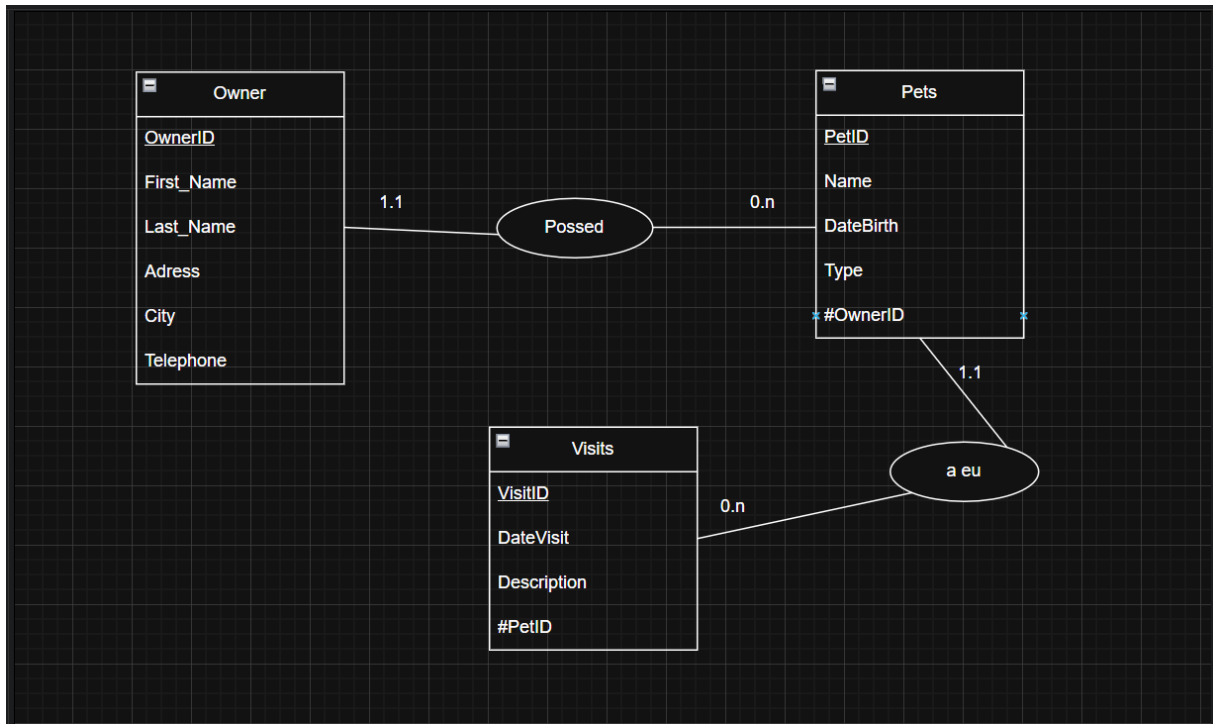 Owner
OwnerID
First_Name
Last_Name
Adress
City
Telephone
1.1
Possed
0.n
Pets
PetID
Name
DateBirth
Type
#OwnerID
1.1
a eu
0.n
Visits
VisitID
DateVisit
Description
#PetID